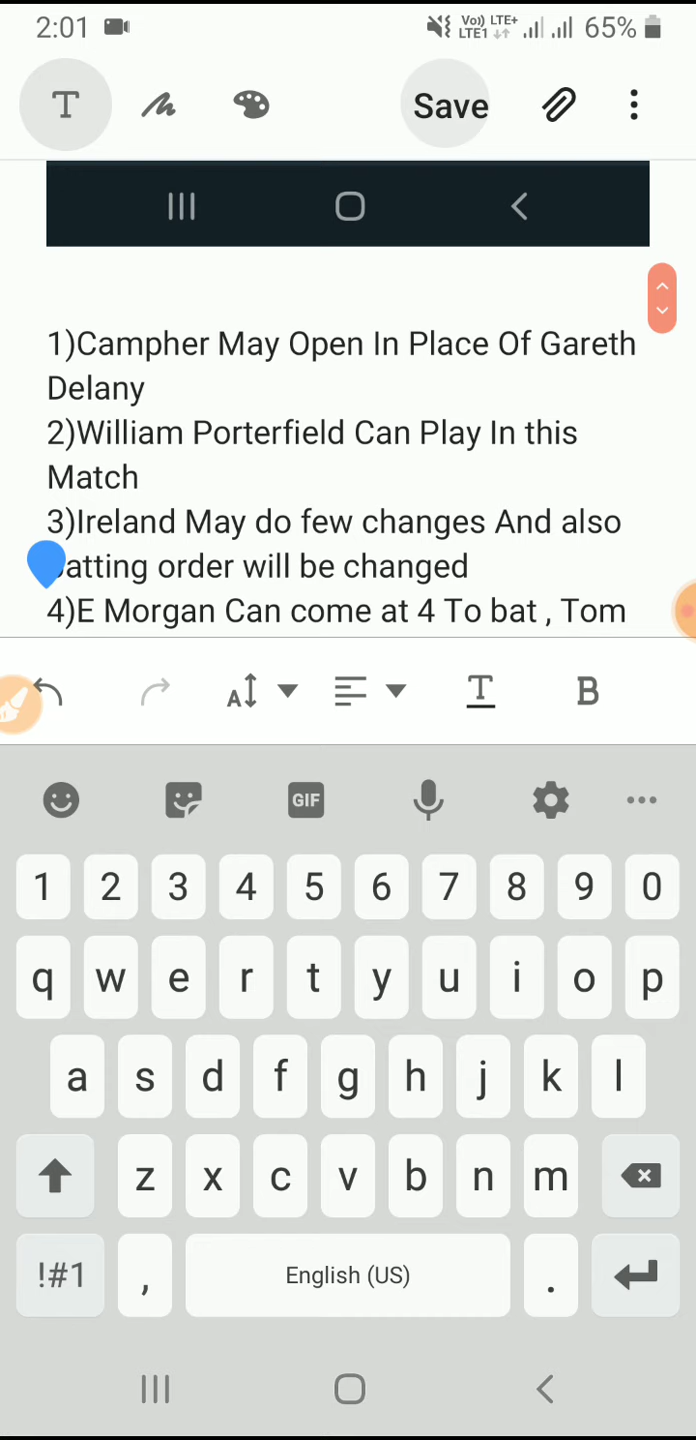 2:01 Vo)) LTE+ LTE1 65%
T Save
1)Campher May Open In Place Of Gareth
Delany
2)William Porterfield Can Play In this
Match
3)Ireland May do few changes And also
atting order will be changed
4)E Morgan Can come at 4 To bat , Tom
A T B
GIF
1 2 3 4 5 6 7 8 9 0
q w e r t y u i o p
a s d f g h j k l
z x c v b n m
!#1 , English (US) .